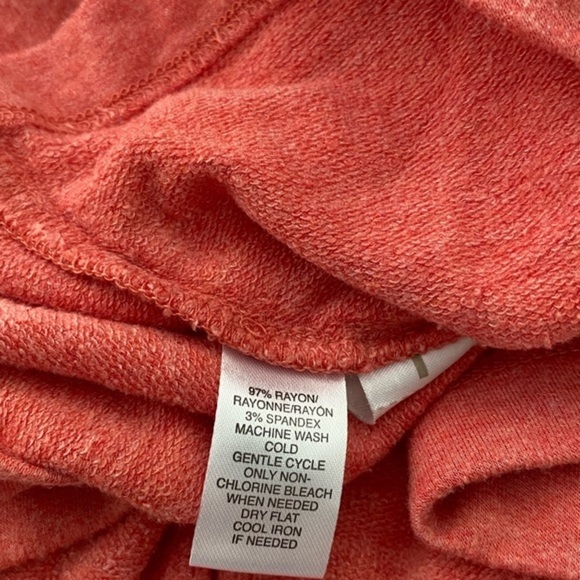 97% RAYON/
RAYONNE/RAYÓN
3% SPANDEX
MACHINE WASH
COLD
GENTLE CYCLE
ONLY NON-
CHLORINE BLEACH
WHEN NEEDED
DRY FLAT
COOL IRON
IF NEEDED